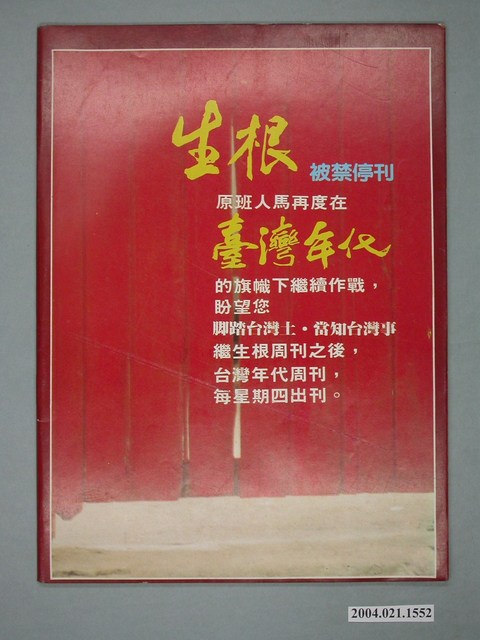 生根 被禁停刊
原班人馬再度在
臺灣年代
的旗幟下繼續作戰，
盼望您
脚踏台灣土・當知台灣事
繼生根周刊之後，
台灣年代周刊，
每星期四出刊。
2004.021.1552